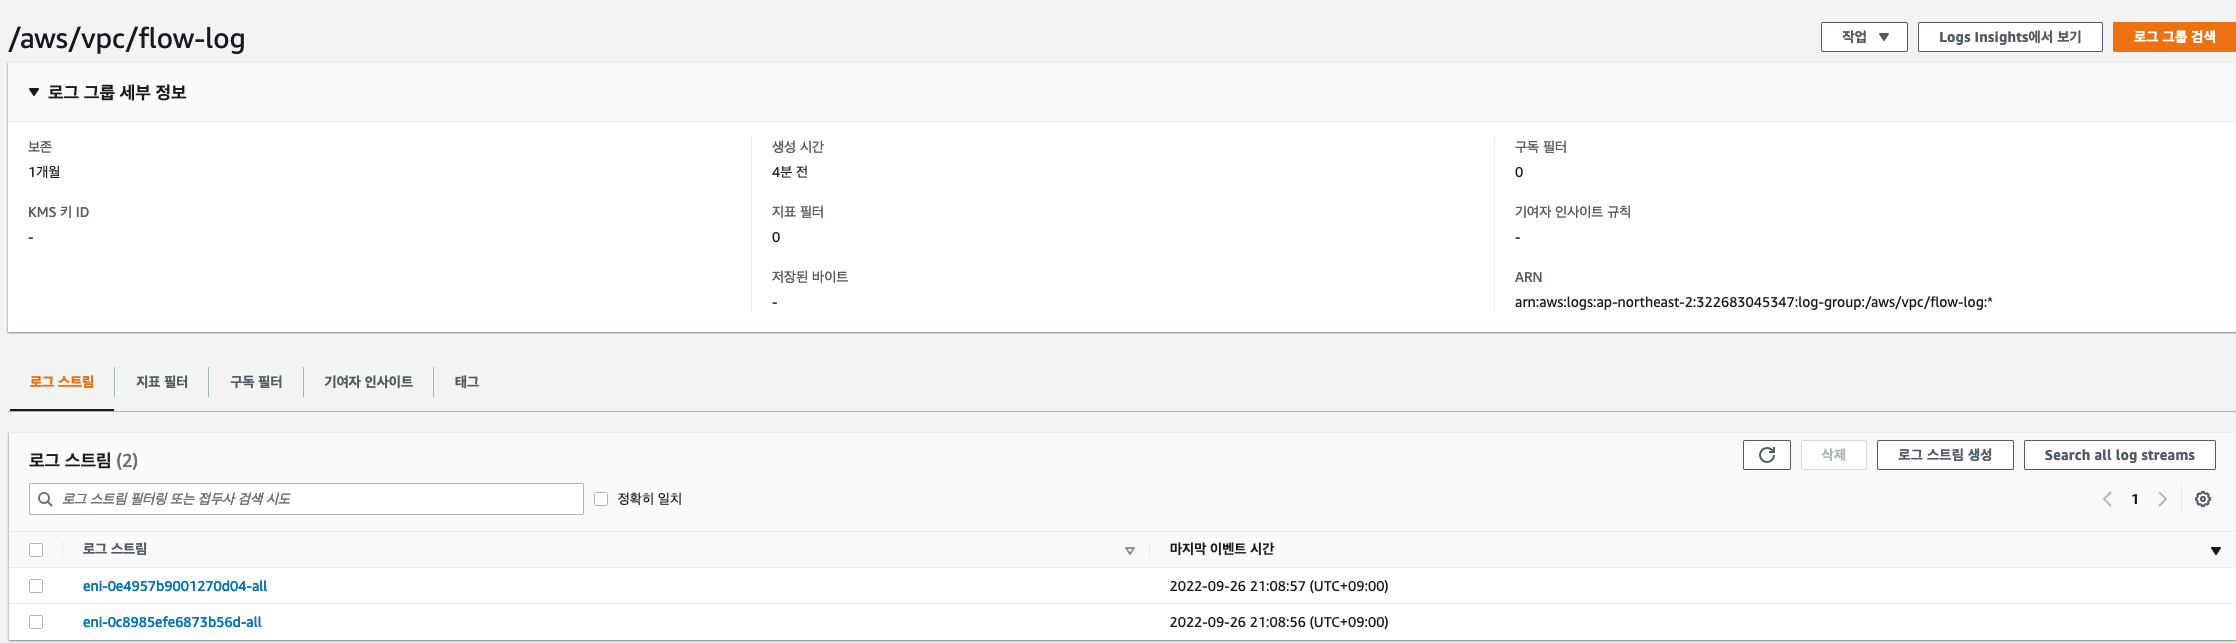 /aws/vpc/flow-log
작업
Logs Insights에서 보기
로그 그룹 검색
로그 그룹 세부 정보
보존
1개월
KMS 키 ID
-
생성 시간
4분 전
지표 필터
0
저장된 바이트
-
구독 필터
0
기여자 인사이트 규칙
-
ARN
arn:aws:logs:ap-northeast-2:322683045347:log-group:/aws/vpc/flow-log:*
로그 스트림
지표 필터
구독 필터
기여자 인사이트
태그
로그 스트림 (2)
삭제
로그 스트림 생성
Search all log streams
로그 스트림 필터링 또는 접두사 검색 시도
정확히 일치
1
로그 스트림
마지막 이벤트 시간
eni-0e4957b9001270d04-all
2022-09-26 21:08:57 (UTC+09:00)
eni-0c8985efe6873b56d-all
2022-09-26 21:08:56 (UTC+09:00)